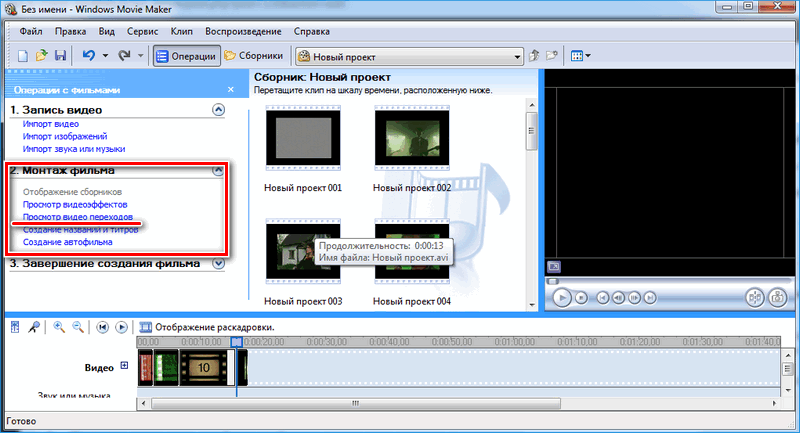 Без имени - Windows Movie Maker
Файл Правка Вид Сервис Клип Воспроизведение Справка
Операции Сборники Новый проект
Операции с фильмами
1. Запись видео
Импорт видео
Импорт изображений
Импорт звука или музыки
2. Монтаж фильма
Отображение сборников
Просмотр видеоэффектов
Просмотр видео переходов
Создание названий и титров
Создание автофильма
3. Завершение создания фильма
Сборник: Новый проект
Перетащите клип на шкалу времени, расположенную ниже.
Новый проект 001 Новый проект 002
Продолжительность: 0:00:13
Имя файла: Новый проект.avi
Новый проект 003 Новый проект 004
Отображение раскадровки.
00,00 0:00:10,00 0:00:20,00 0:00:30,00 0:00:40,00 0:00:50,00 0:01:00,00 0:01:10,00 0:01:20,00 0:01:30,00 0:01:40,0
Видео
10
Звук или музыка
Готово